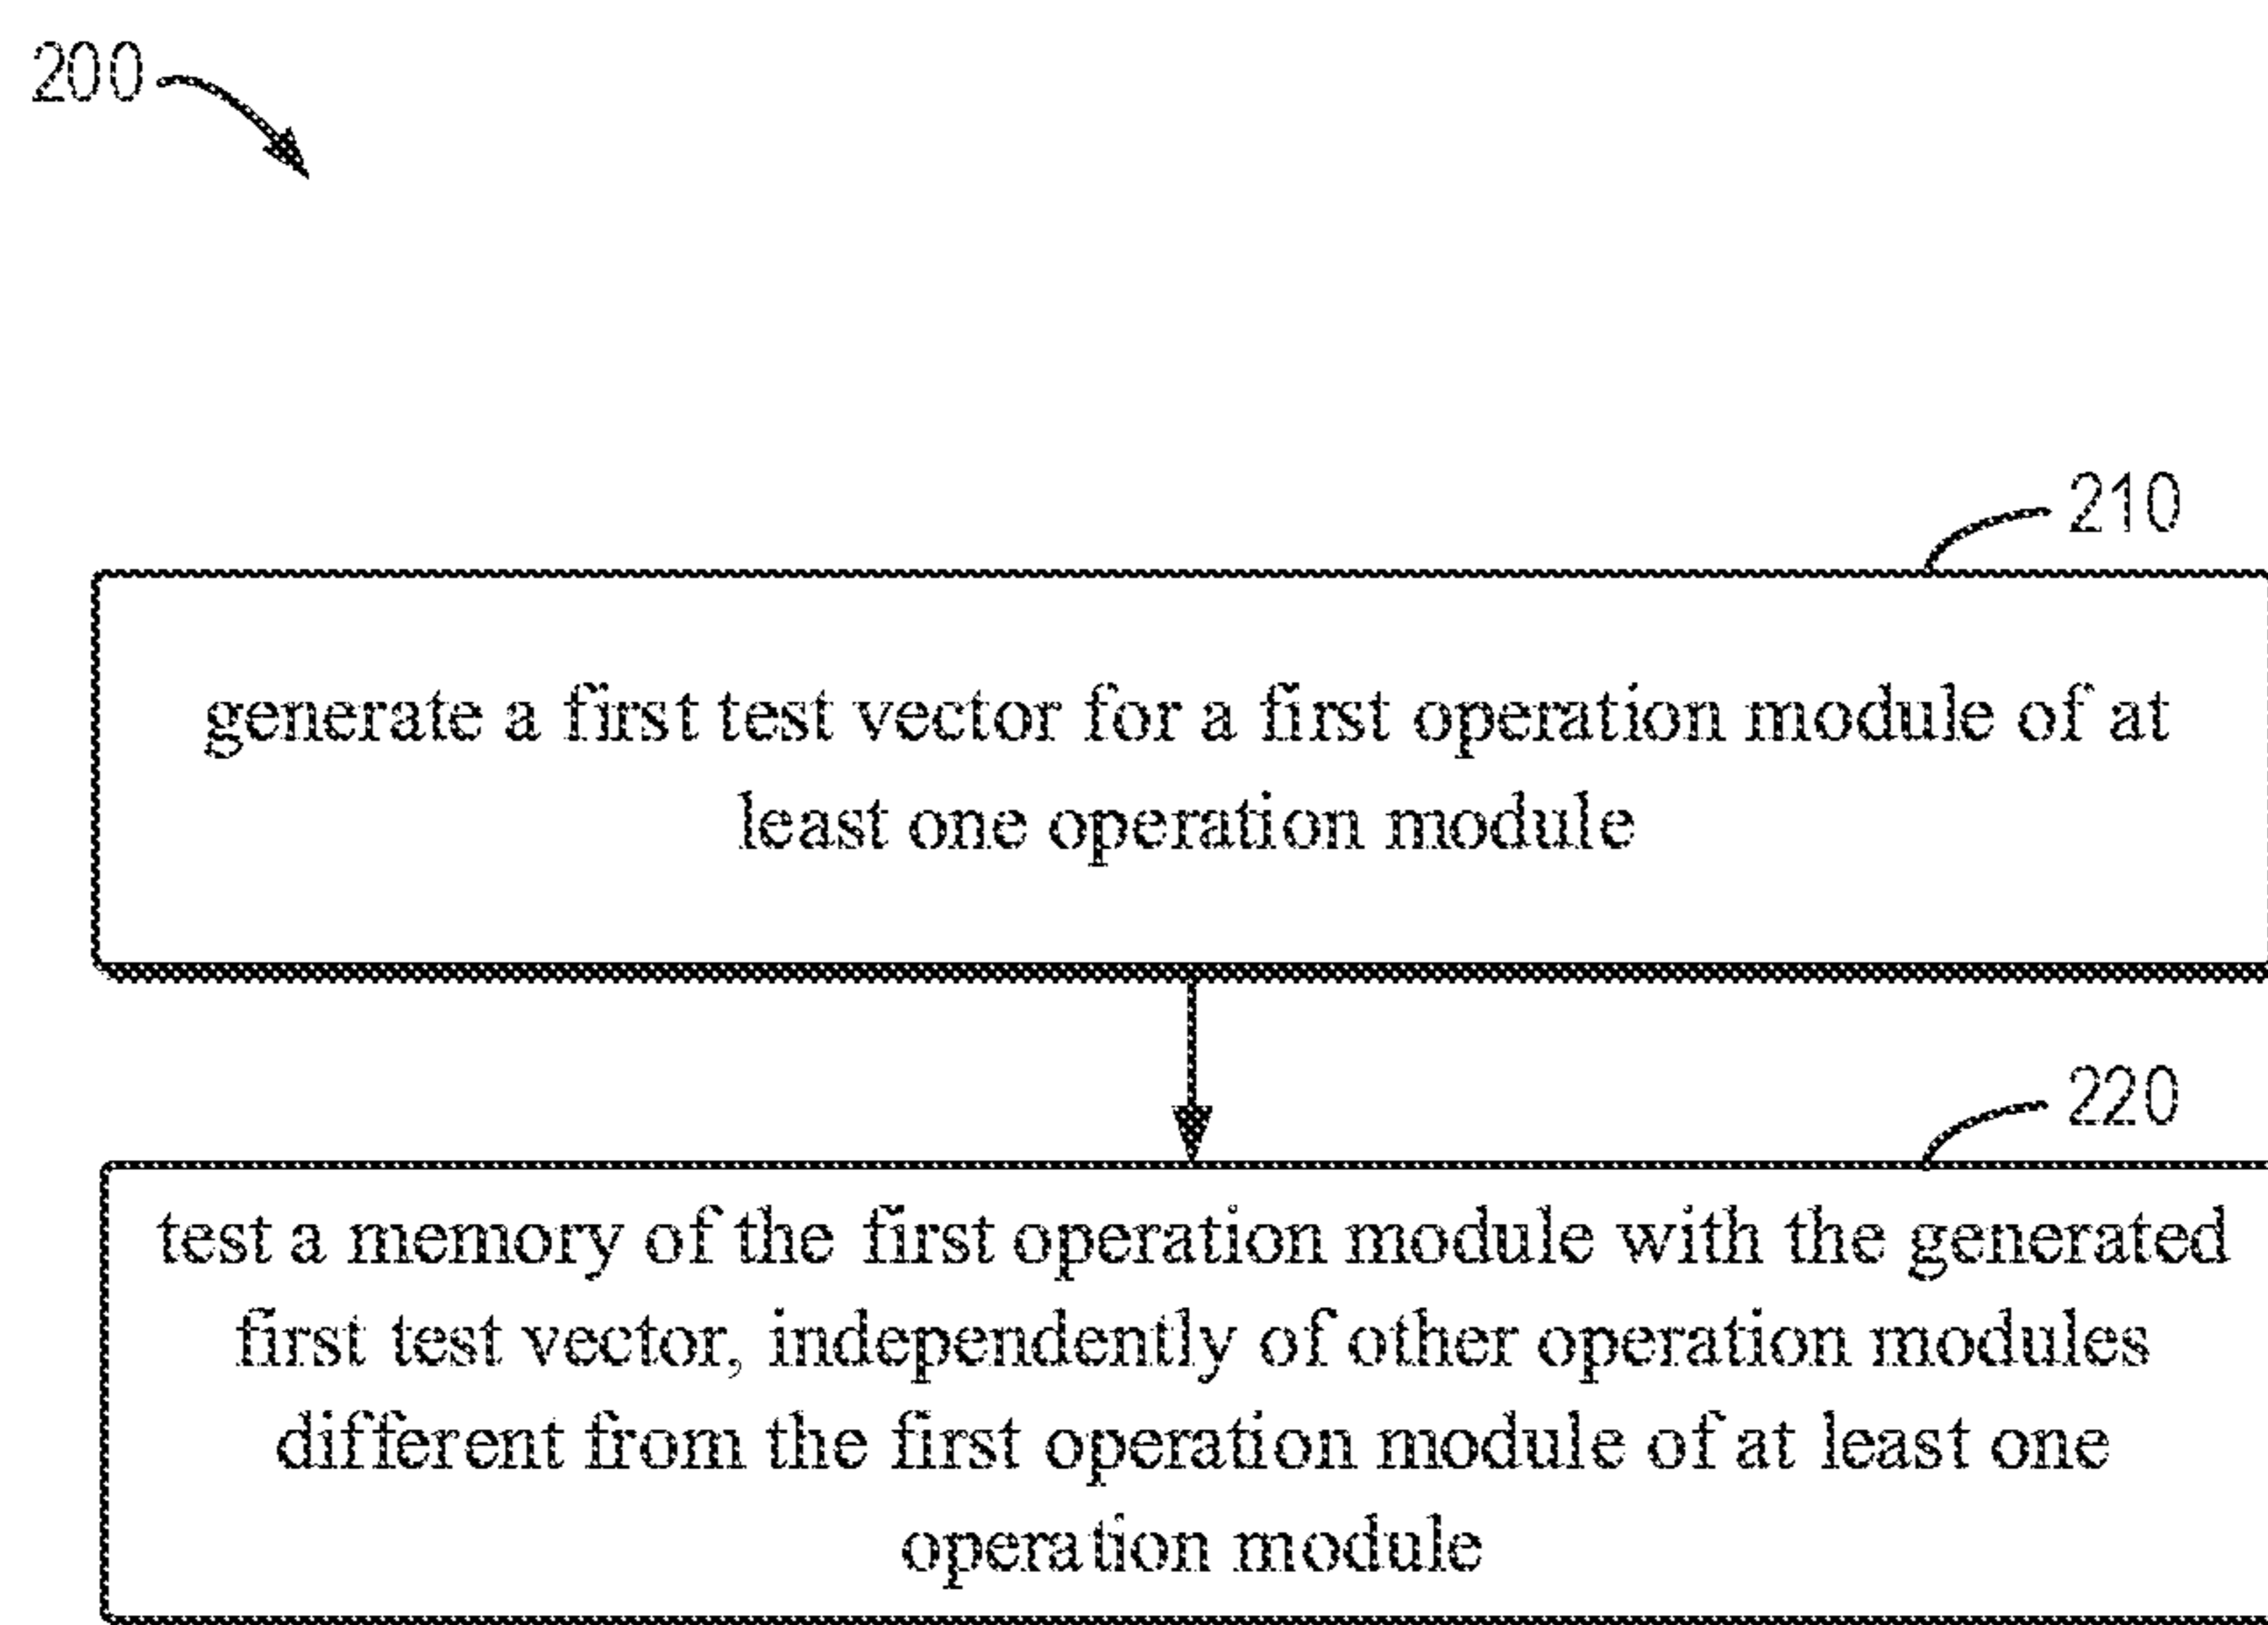 200
210
generate a first test vector for a first operation module of at
least one operation module
220
test a memory of the first operation module with the generated
first test vector, independently of other operation modules
different from the first operation module of at least one
operation module